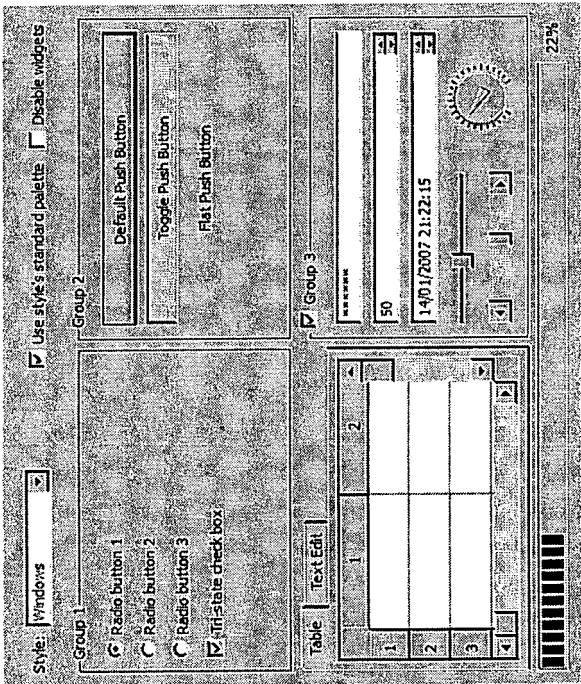 Style: Windows Use style's standard palette Disable widgets
Group 1
Radio button 1
Radio button 2
Radio button 3
Tri-state check box
Group 2
Default Push Button
Toggle Push Button
Flat Push Button
Table Text Edit
1 2
1
2
3
Group 3
*******
50
14/01/2007 21:22:15
22%